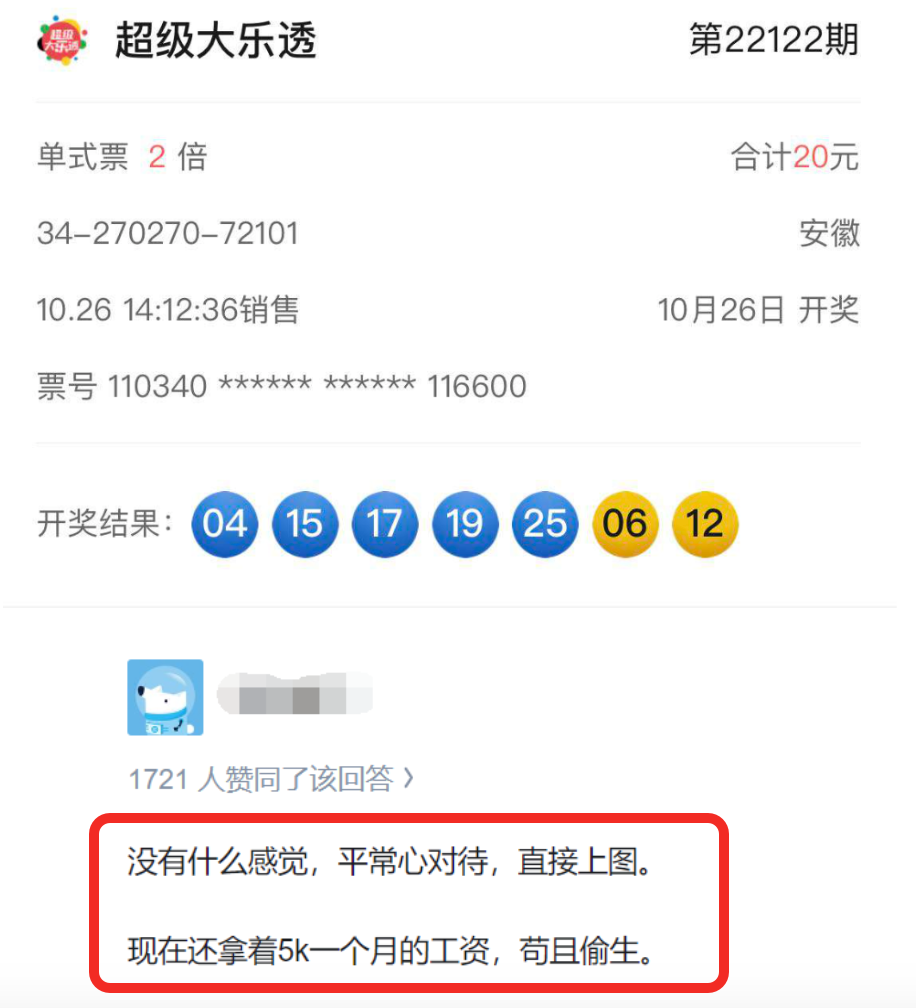 超级大乐透
超级大乐透 第22122期
单式票 2 倍 合计20元
34-270270-72101 安徽
10.26 14:12:36销售 10月26日 开奖
票号 110340 ****** ****** 116600
开奖结果: 04 15 17 19 25 06 12
1721 人赞同了该回答 >
没有什么感觉，平常心对待，直接上图。
现在还拿着5k一个月的工资，苟且偷生。